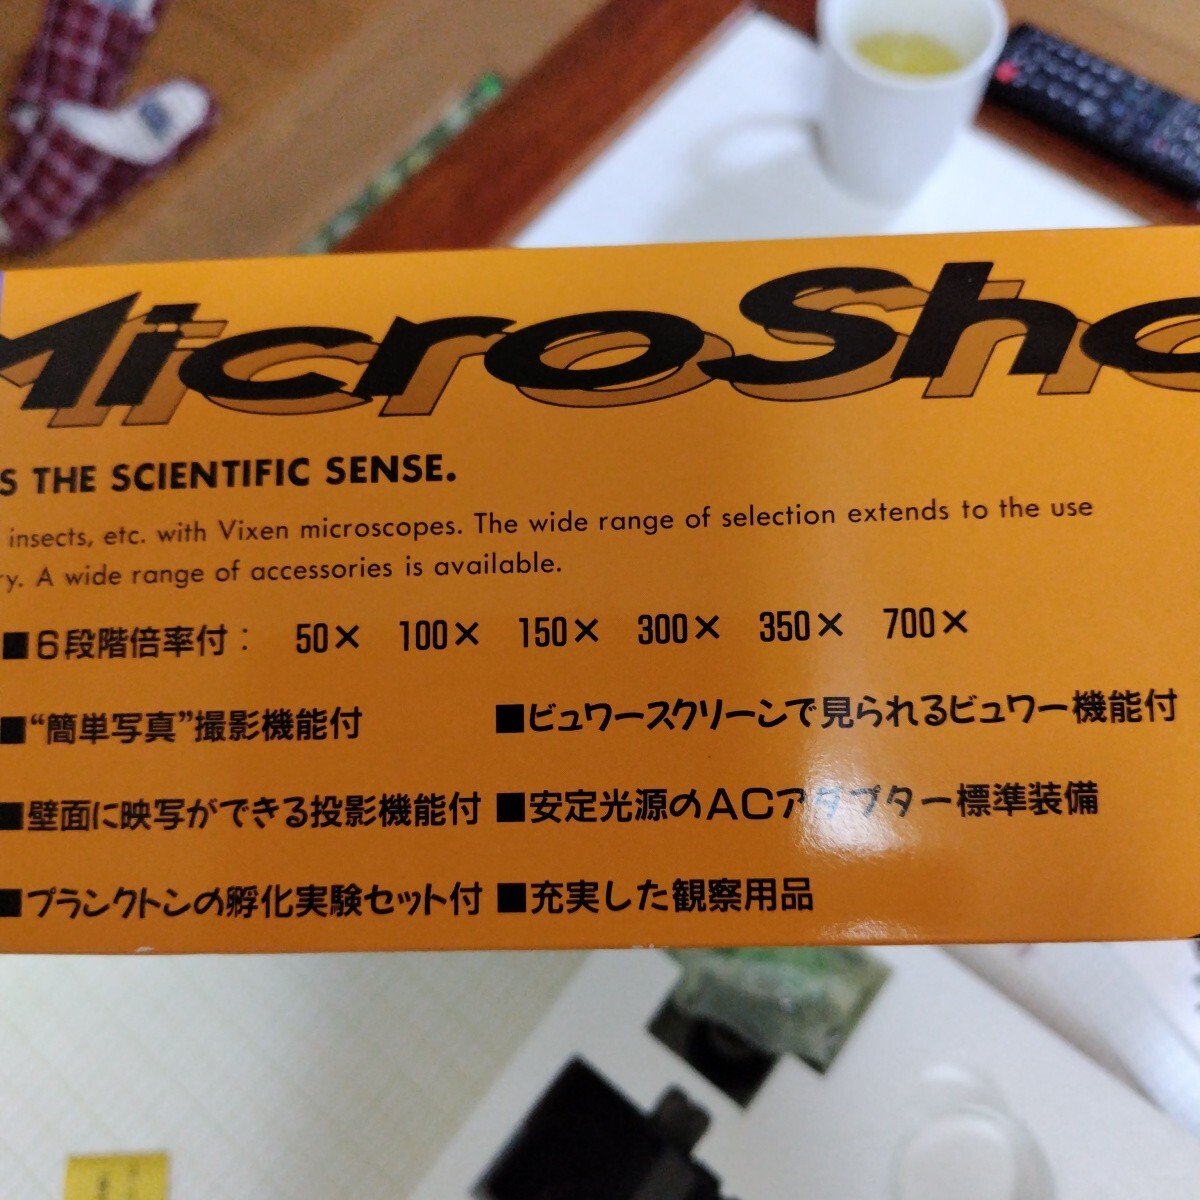 MicroSho
S THE SCIENTIFIC SENSE.
insects, etc. with Vixen microscopes. The wide range of selection extends to the use
ry. A wide range of accessories is available.
■6段階倍率付: 50× 100× 150× 300× 350× 700×
■“簡単写真”撮影機能付 ■ビュワースクリーンで見られるビュワー機能付
■壁面に映写ができる投影機能付 ■安定光源のACアダプター標準装備
■プランクトンの孵化実験セット付 ■充実した観察用品